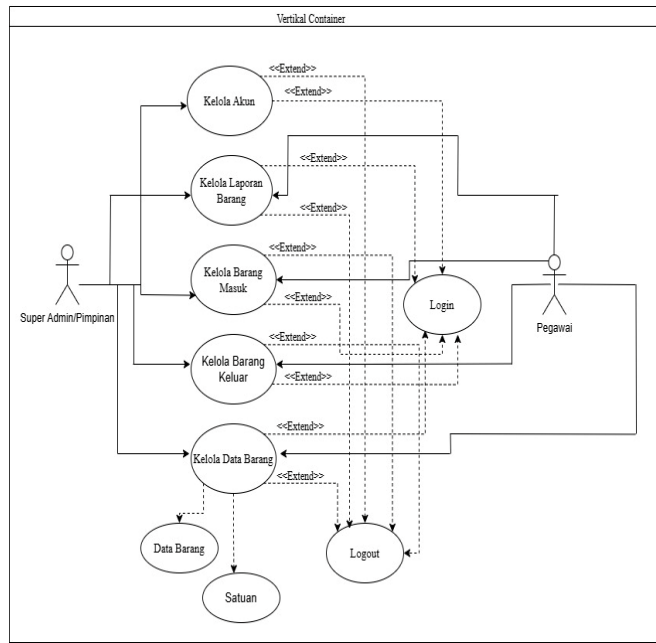 Vertikal Container
<<Extend>>
Kelola Akun
<<Extend>>
<<Extend>>
Kelola Laporan
Barang
<<Extend>>
<<Extend>>
Kelola Barang
Masuk
<<Extend>>
Login
Super Admin/Pimpinan
Pegawai
<<Extend>>
Kelola Barang
Keluar
<<Extend>>
<<Extend>>
Kelola Data Barang
<<Extend>>
Data Barang
Logout
Satuan